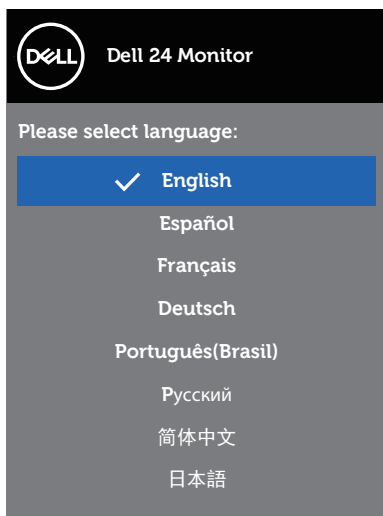 DELL
Dell 24 Monitor
Please select language:
English
Español
Français
Deutsch
Português(Brasil)
Русский
简体中文
日本語